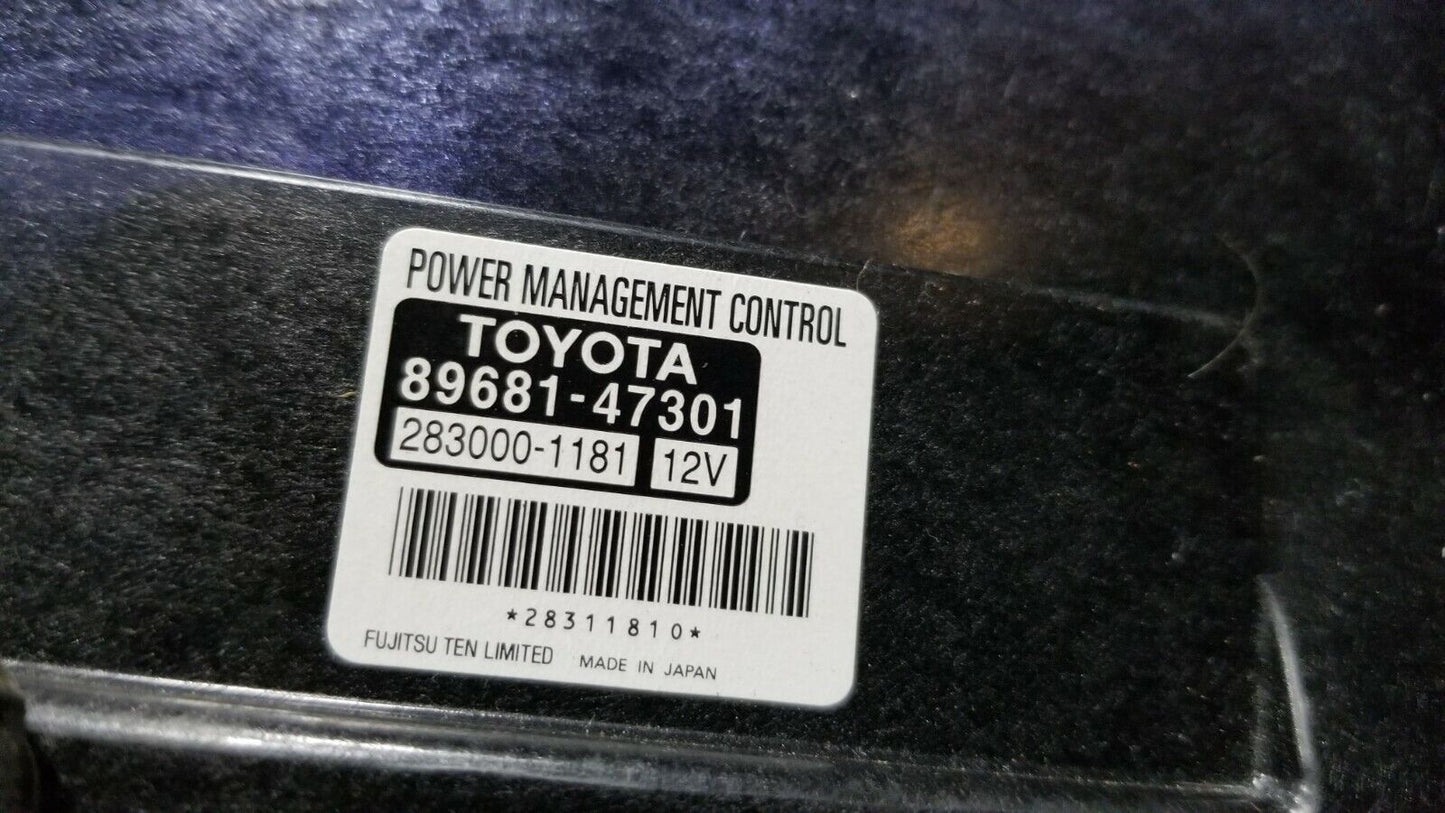 POWER MANAGEMENT CONTROL
TOYOTA
89681-47301
283000-1181 12V
*28311810*
FUJITSU TEN LIMITED MADE IN JAPAN